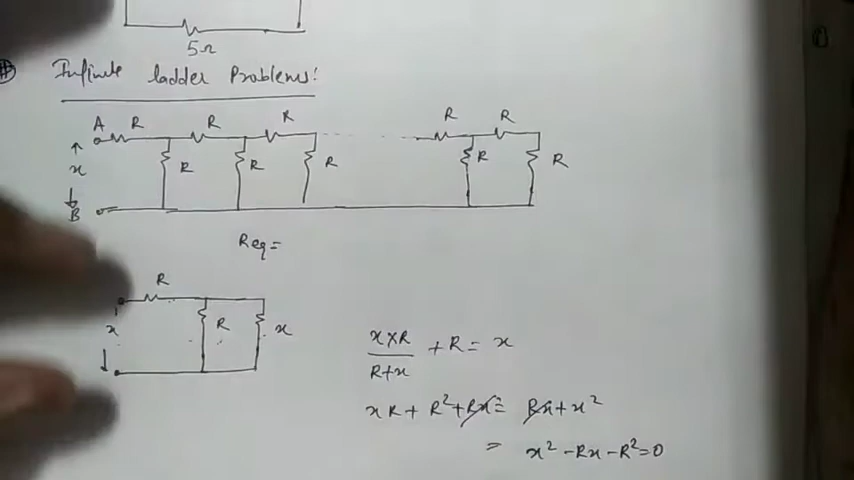 5Ω
Infinite ladder Problems:
A R R R R R
R R R R R
x
B
Req=
R
x R x
x×R / R+x + R = x
xR + R² + Rx = Rx + x²
= x² - Rx - R² = 0